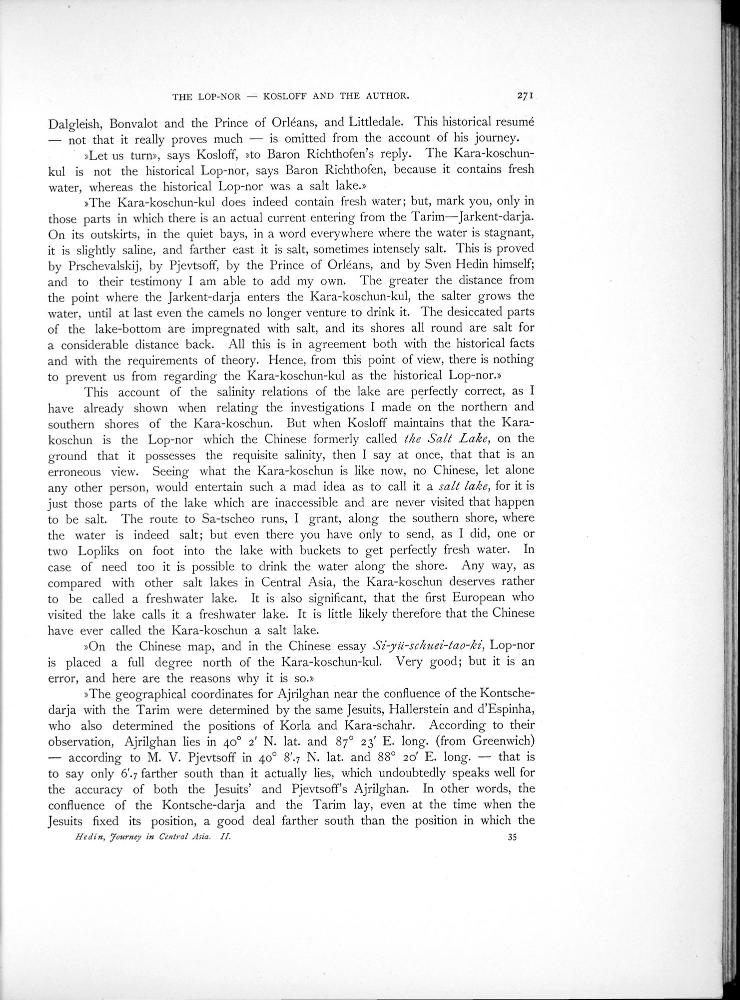 THE LOP-NOR — KOSLOFF AND THE AUTHOR. 271
Dalgleish, Bonvalot and the Prince of Orléans, and Littledale. This historical resumé
— not that it really proves much — is omitted from the account of his journey.
»Let us turn», says Kosloff, »to Baron Richthofen's reply. The Kara-koschun-
kul is not the historical Lop-nor, says Baron Richthofen, because it contains fresh
water, whereas the historical Lop-nor was a salt lake.»
»The Kara-koschun-kul does indeed contain fresh water; but, mark you, only in
those parts in which there is an actual current entering from the Tarim—Jarkent-darja.
On its outskirts, in the quiet bays, in a word everywhere where the water is stagnant,
it is slightly saline, and farther east it is salt, sometimes intensely salt. This is proved
by Prschevalskij, by Pjevtsoff, by the Prince of Orléans, and by Sven Hedin himself;
and to their testimony I am able to add my own. The greater the distance from
the point where the Jarkent-darja enters the Kara-koschun-kul, the salter grows the
water, until at last even the camels no longer venture to drink it. The desiccated parts
of the lake-bottom are impregnated with salt, and its shores all round are salt for
a considerable distance back. All this is in agreement both with the historical facts
and with the requirements of theory. Hence, from this point of view, there is nothing
to prevent us from regarding the Kara-koschun-kul as the historical Lop-nor.»
This account of the salinity relations of the lake are perfectly correct, as I
have already shown when relating the investigations I made on the northern and
southern shores of the Kara-koschun. But when Kosloff maintains that the Kara-
koschun is the Lop-nor which the Chinese formerly called the Salt Lake, on the
ground that it possesses the requisite salinity, then I say at once, that that is an
erroneous view. Seeing what the Kara-koschun is like now, no Chinese, let alone
any other person, would entertain such a mad idea as to call it a salt lake, for it is
just those parts of the lake which are inaccessible and are never visited that happen
to be salt. The route to Sa-tscheo runs, I grant, along the southern shore, where
the water is indeed salt; but even there you have only to send, as I did, one or
two Lopliks on foot into the lake with buckets to get perfectly fresh water. In
case of need too it is possible to drink the water along the shore. Any way, as
compared with other salt lakes in Central Asia, the Kara-koschun deserves rather
to be called a freshwater lake. It is also significant, that the first European who
visited the lake calls it a freshwater lake. It is little likely therefore that the Chinese
have ever called the Kara-koschun a salt lake.
»On the Chinese map, and in the Chinese essay Si-yü-schuei-tao-ki, Lop-nor
is placed a full degree north of the Kara-koschun-kul. Very good; but it is an
error, and here are the reasons why it is so.»
»The geographical coordinates for Ajrilghan near the confluence of the Kontsche-
darja with the Tarim were determined by the same Jesuits, Hallerstein and d'Espinha,
who also determined the positions of Korla and Kara-schahr. According to their
observation, Ajrilghan lies in 40° 2′ N. lat. and 87° 23′ E. long. (from Greenwich)
— according to M. V. Pjevtsoff in 40° 8′.7 N. lat. and 88° 20′ E. long. — that is
to say only 6′.7 farther south than it actually lies, which undoubtedly speaks well for
the accuracy of both the Jesuits' and Pjevtsoff's Ajrilghan. In other words, the
confluence of the Kontsche-darja and the Tarim lay, even at the time when the
Jesuits fixed its position, a good deal farther south than the position in which the
Hedin, Journey in Central Asia. II. 35